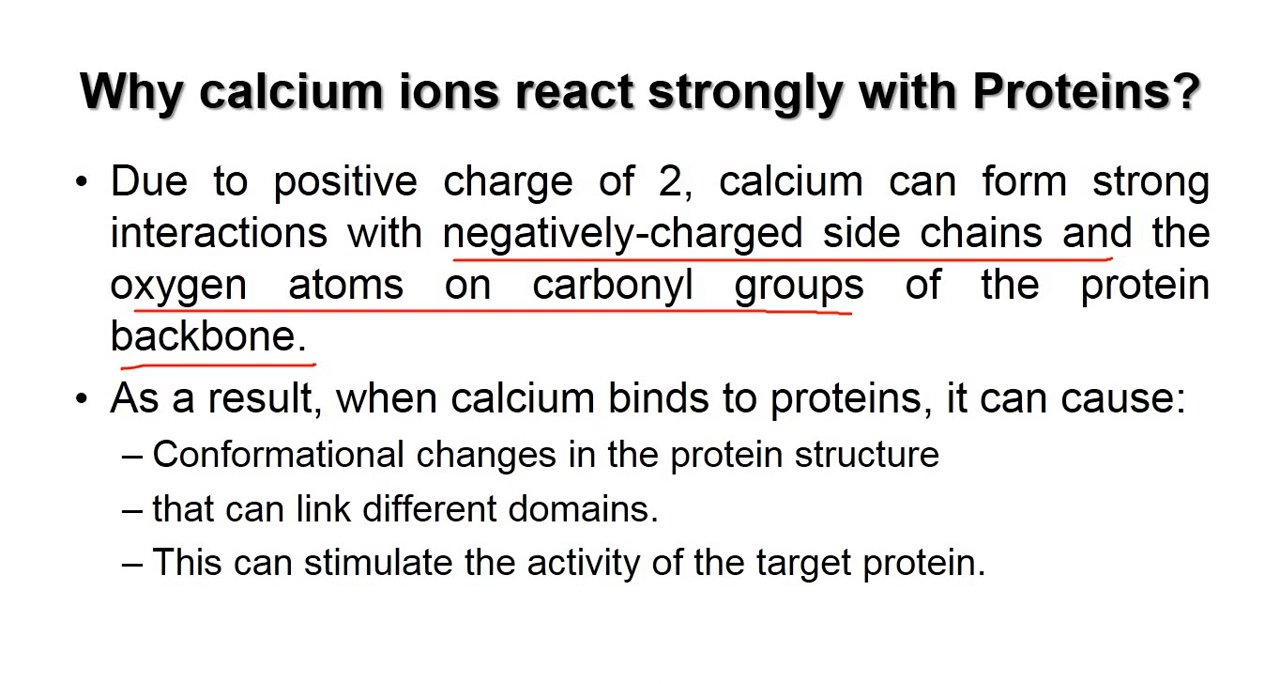 Why calcium ions react strongly with Proteins?
• Due to positive charge of 2, calcium can form strong
interactions with negatively-charged side chains and the
oxygen atoms on carbonyl groups of the protein
backbone.
• As a result, when calcium binds to proteins, it can cause:
– Conformational changes in the protein structure
– that can link different domains.
– This can stimulate the activity of the target protein.